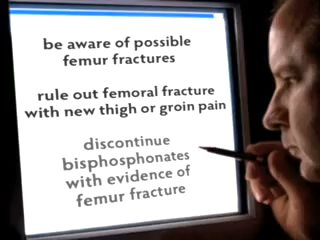 be aware of possible
femur fractures
rule out femoral fracture
with new thigh or groin pain
discontinue
bisphosphonates
with evidence of
femur fracture